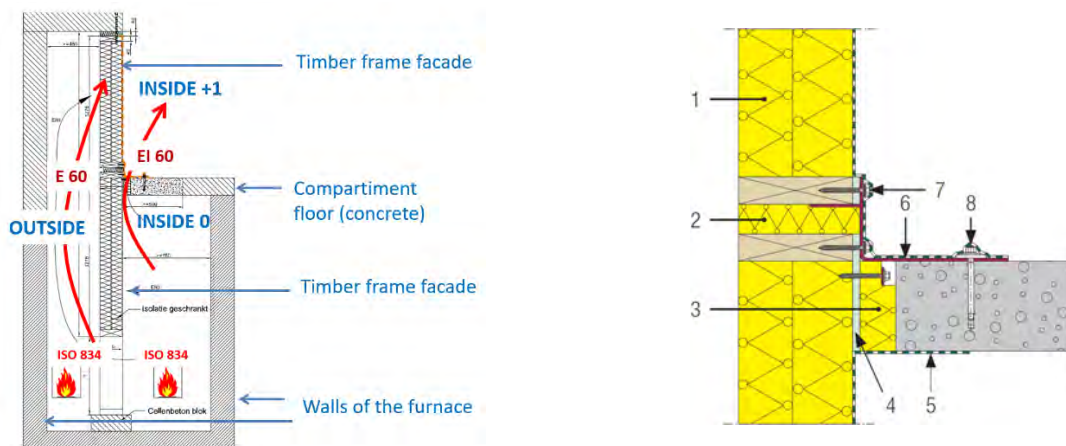 Timber frame facade
INSIDE +1
EI 60
E 60
OUTSIDE
INSIDE 0
Compartiment
floor (concrete)
Timber frame facade
isolatie geschrankt
ISO 834
ISO 834
Cellenbeton blok
Walls of the furnace
1
2
3
4
5
6
7
8